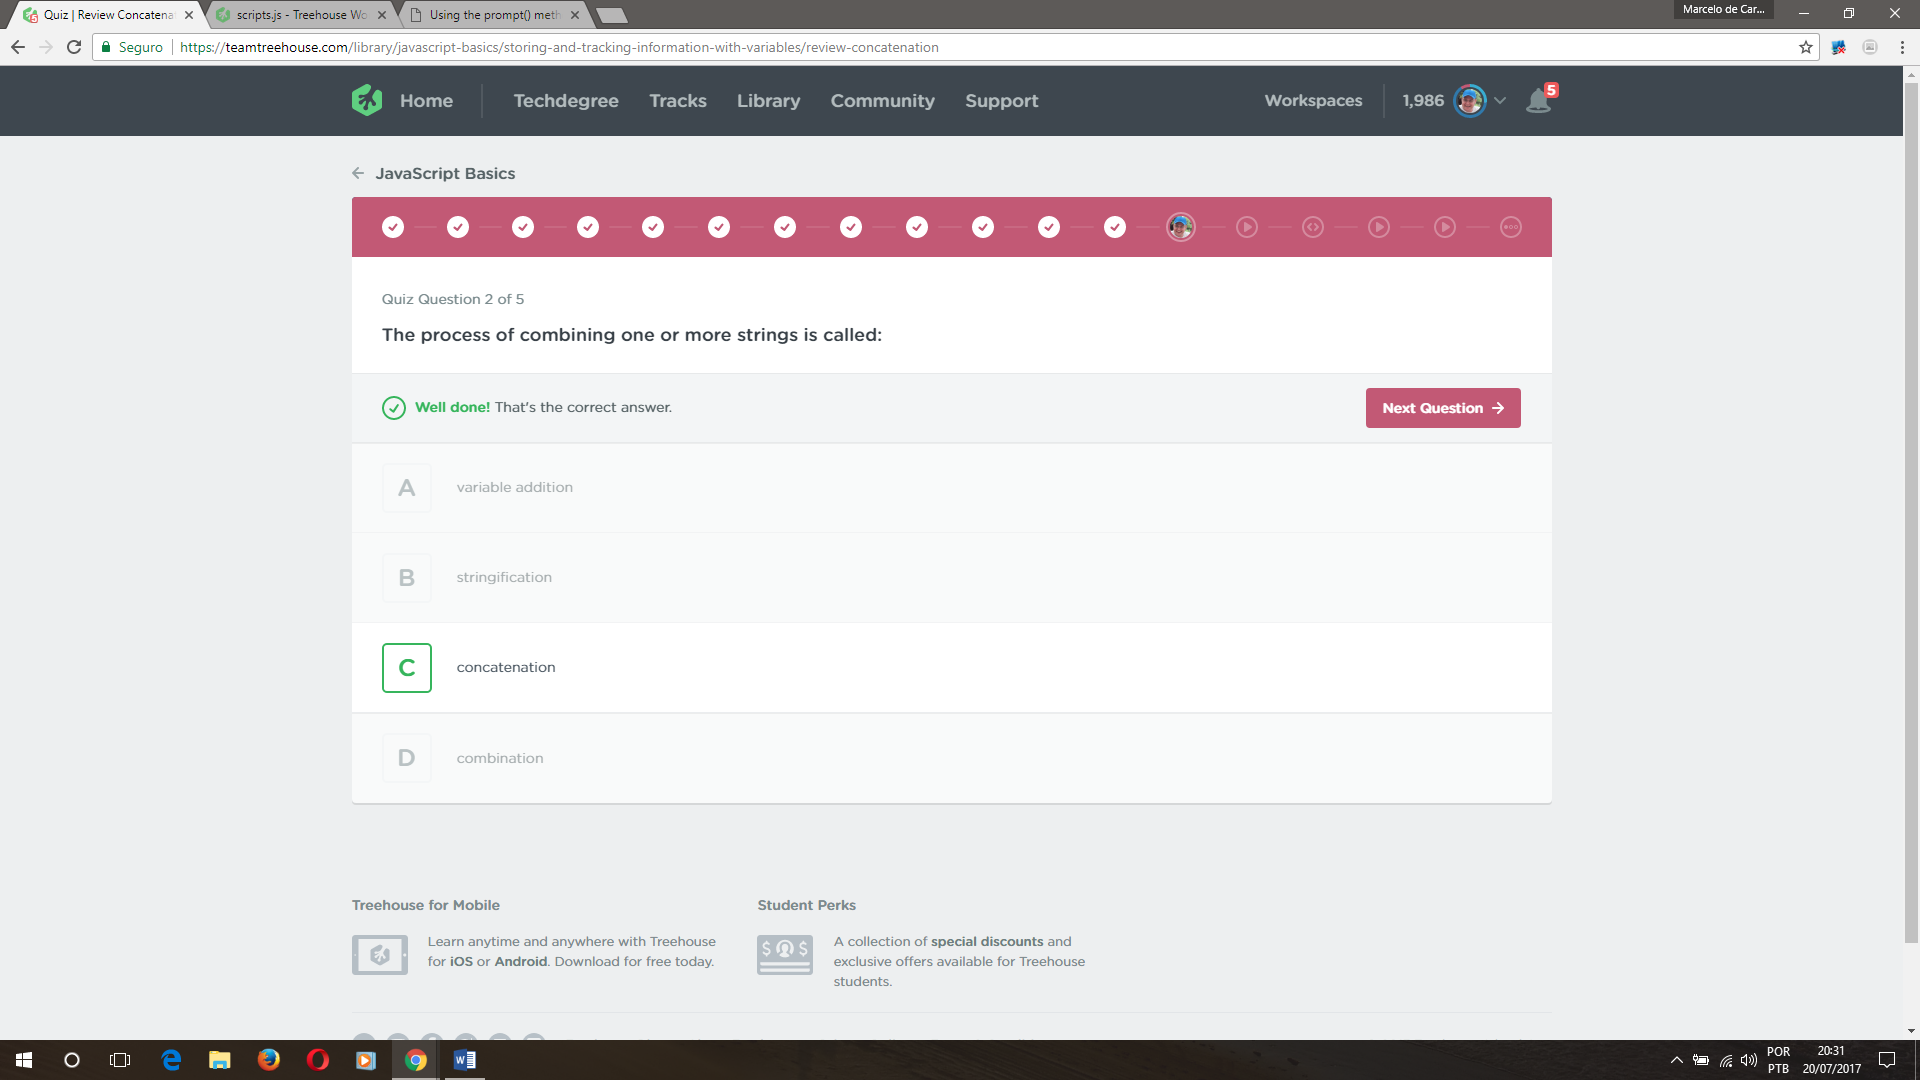 Marcelo de Car...
Quiz | Review Concatena
scripts.js - Treehouse Wo
Using the prompt() meth
Seguro
https://teamtreehouse.com/library/javascript-basics/storing-and-tracking-information-with-variables/review-concatenation
Home
Techdegree
Tracks
Library
Community
Support
Workspaces
1,986
5
JavaScript Basics
Quiz Question 2 of 5
The process of combining one or more strings is called:
Well done! That's the correct answer.
Next Question
A
variable addition
B
stringification
C
concatenation
D
combination
Treehouse for Mobile
Learn anytime and anywhere with Treehouse
for iOS or Android. Download for free today.
Student Perks
A collection of special discounts and
exclusive offers available for Treehouse
students.
POR
PTB
20:31
20/07/2017